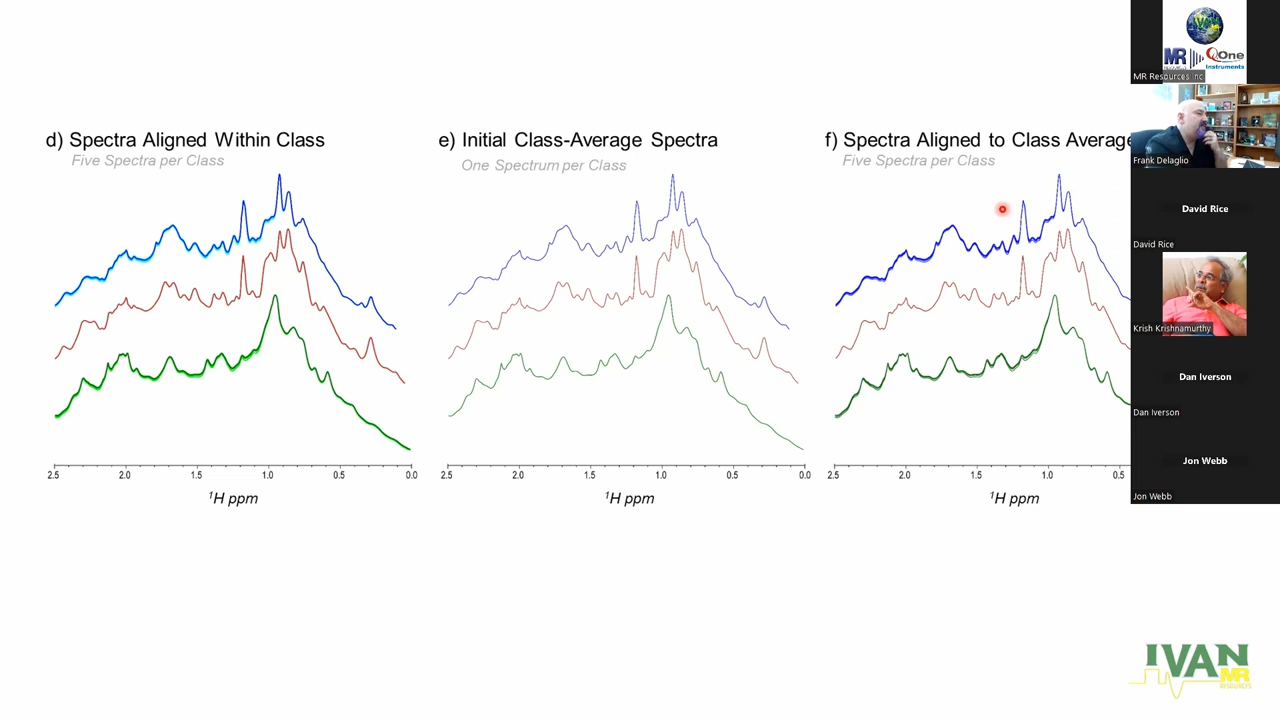 d) Spectra Aligned Within Class
Five Spectra per Class
2.5 2.0 1.5 1.0 0.5 0.0
¹H ppm
e) Initial Class-Average Spectra
One Spectrum per Class
2.5 2.0 1.5 1.0 0.5 0.0
¹H ppm
f) Spectra Aligned to Class Average
Five Spectra per Class
2.5 2.0 1.5 1.0 0.5
¹H ppm
IVAN
MR
QOne
Instruments
MR Resources Inc
Frank Delaglio
David Rice
David Rice
Krish Krishnamurthy
Dan Iverson
Dan Iverson
Jon Webb
Jon Webb
IVAN
MR
RESOURCES